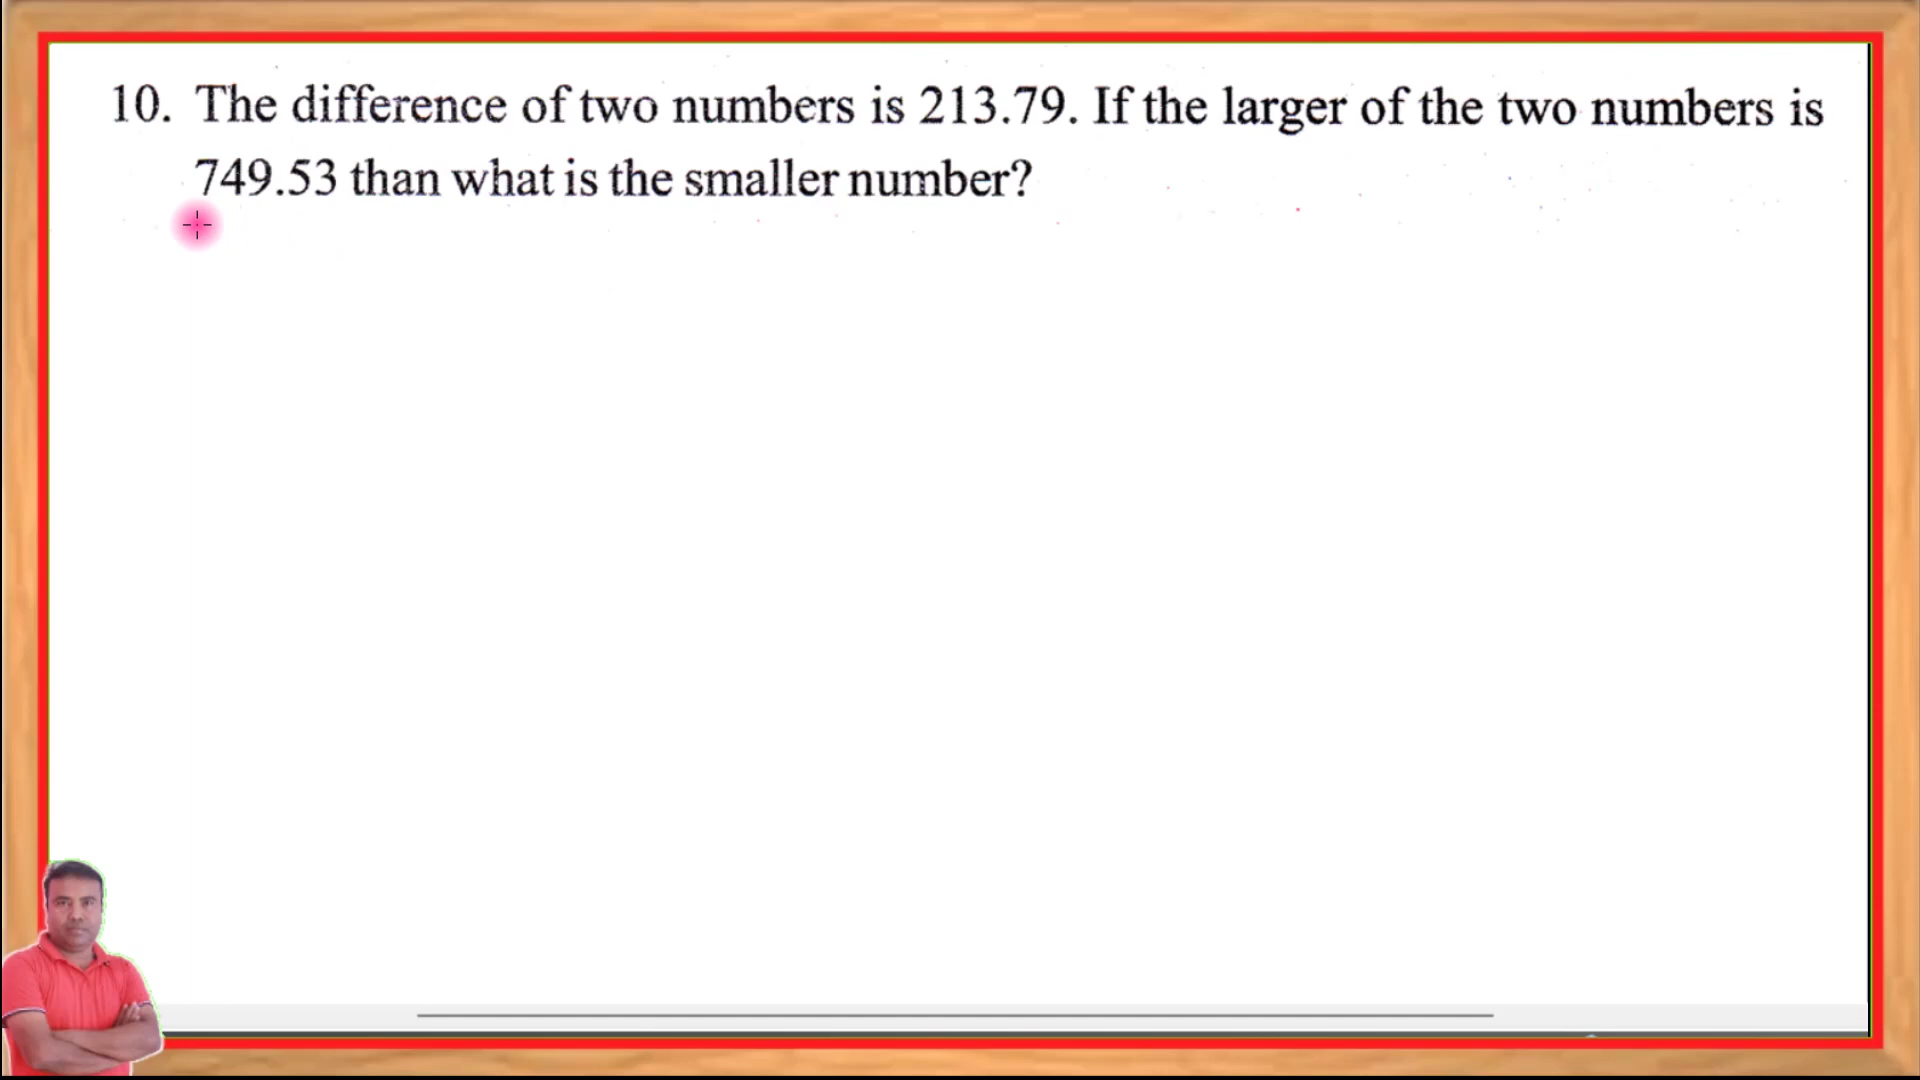 10. The difference of two numbers is 213.79. If the larger of the two numbers is
749.53 than what is the smaller number?